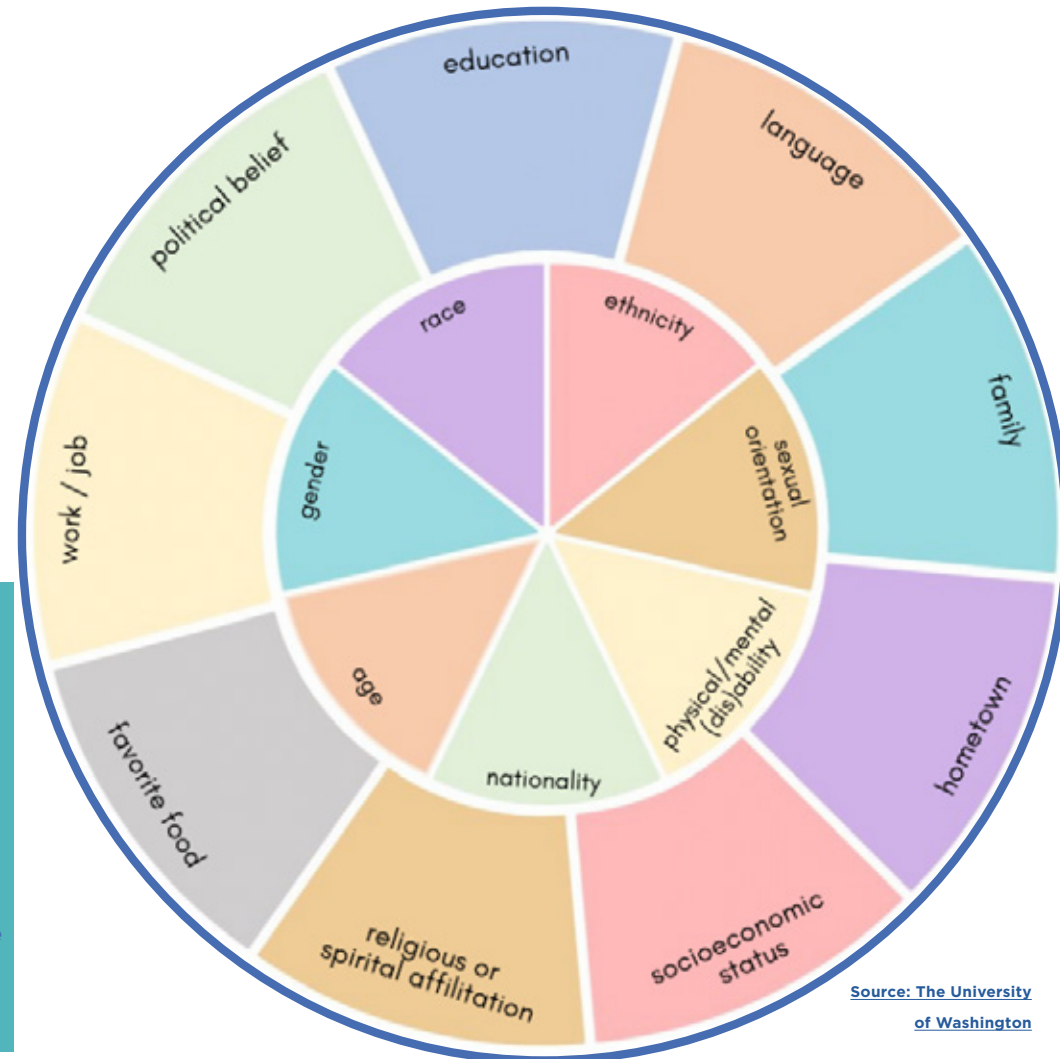 education
language
family
hometown
socioeconomic
status
religious or
spirital affilitation
favorite food
work / job
political belief
race
ethnicity
sexual
orientation
physical/mental
(dis)ability
nationality
age
gender
Source: The University
of Washington